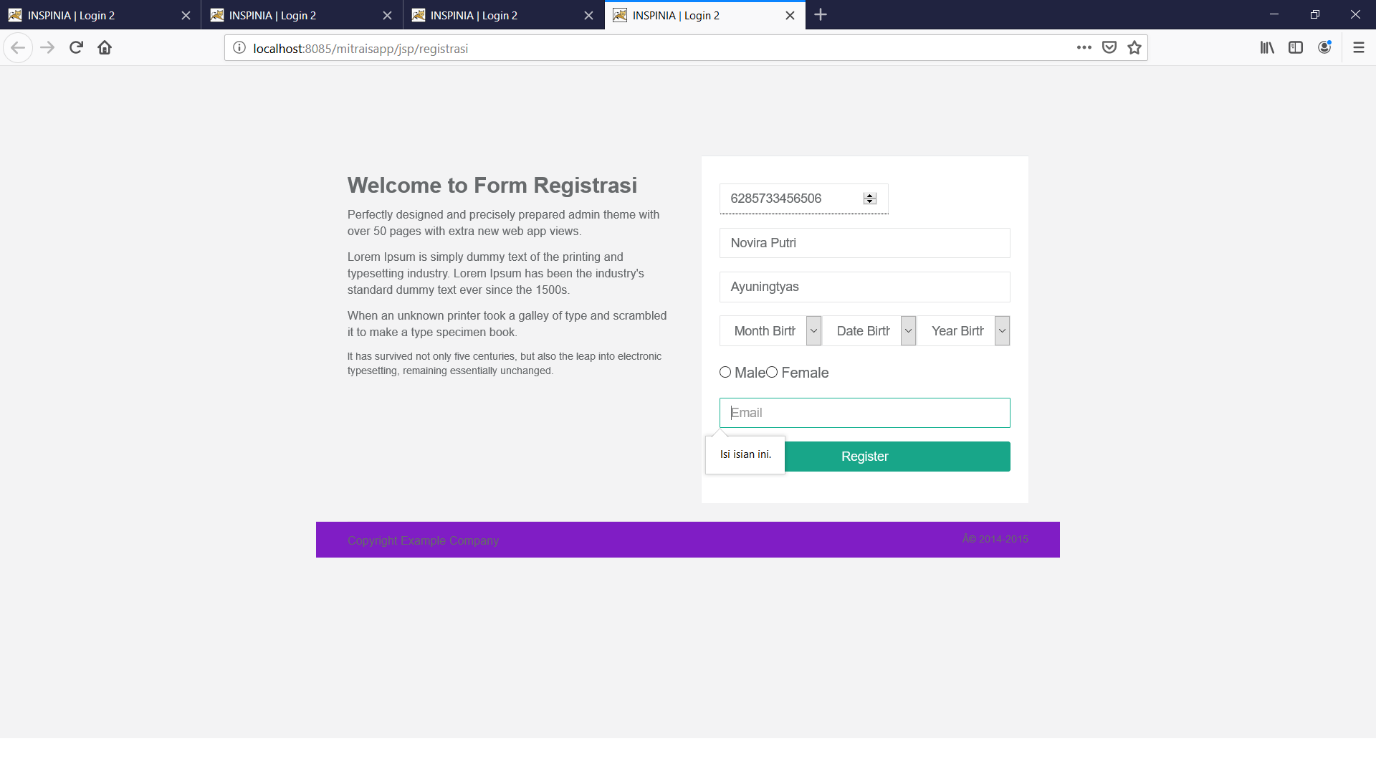 INSPINIA | Login 2
INSPINIA | Login 2
INSPINIA | Login 2
INSPINIA | Login 2
localhost:8085/mitraisapp/jsp/registrasi
Welcome to Form Registrasi
Perfectly designed and precisely prepared admin theme with
over 50 pages with extra new web app views.
Lorem Ipsum is simply dummy text of the printing and
typesetting industry. Lorem Ipsum has been the industry's
standard dummy text ever since the 1500s.
When an unknown printer took a galley of type and scrambled
it to make a type specimen book.
It has survived not only five centuries, but also the leap into electronic
typesetting, remaining essentially unchanged.
6285733456506
Novira Putri
Ayuningtyas
Month Birth Date Birth Year Birth
Male Female
Email
Isi isian ini.
Register
Copyright Example Company
Â© 2014-2015